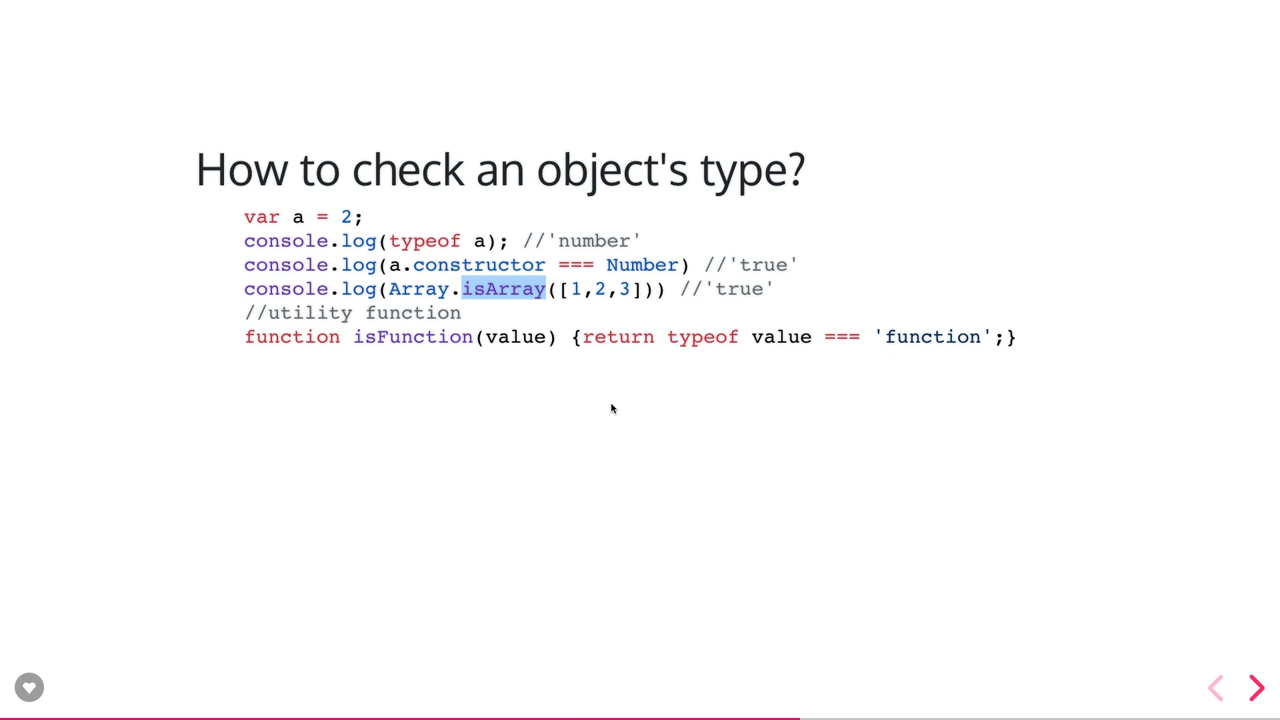 How to check an object's type?
var a = 2;
console.log(typeof a); //'number'
console.log(a.constructor === Number) //'true'
console.log(Array.isArray([1,2,3])) //'true'
//utility function
function isFunction(value) {return typeof value === 'function';}